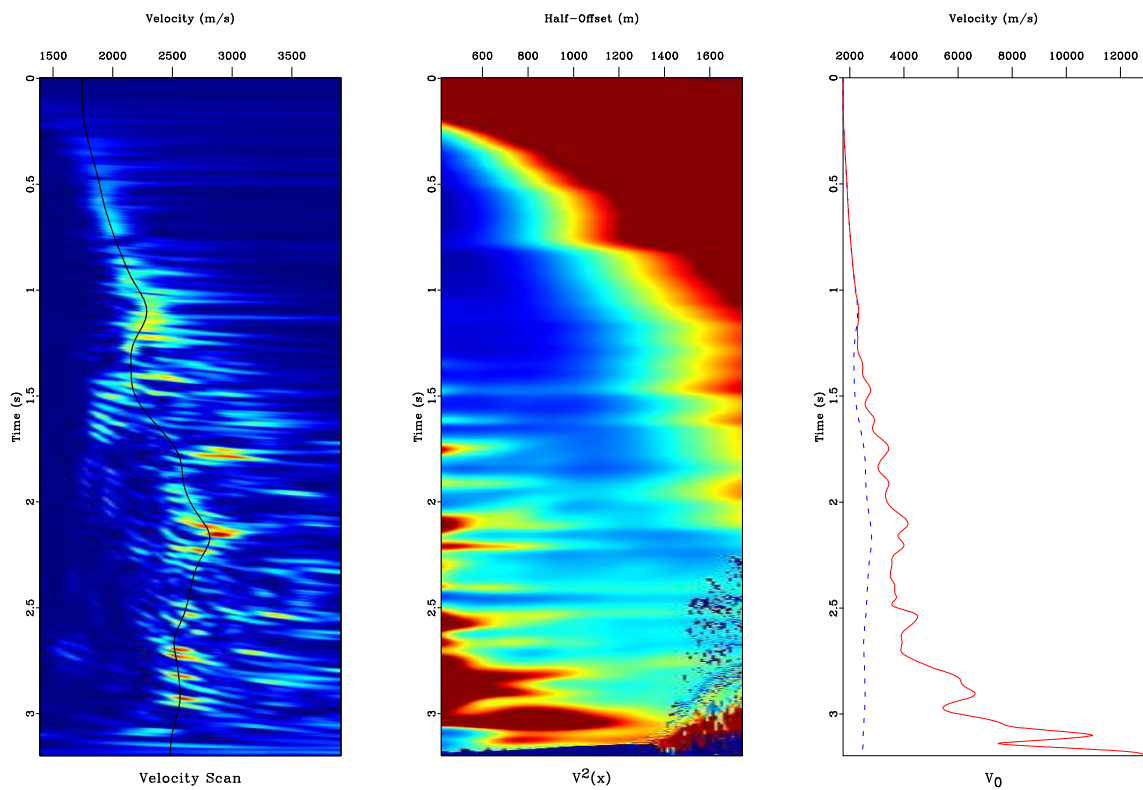 Velocity (m/s)
Half-Offset (m)
Velocity (m/s)
1500 2000 2500 3000 3500
600 800 1000 1200 1400 1600
2000 4000 6000 8000 10000 12000
0 0 0
0.5 0.5 0.5
1 1 1
1.5 1.5 1.5
Time (s) Time (s) Time (s)
2 2 2
2.5 2.5 2.5
3 3 3
Velocity Scan
V²(x)
V₀